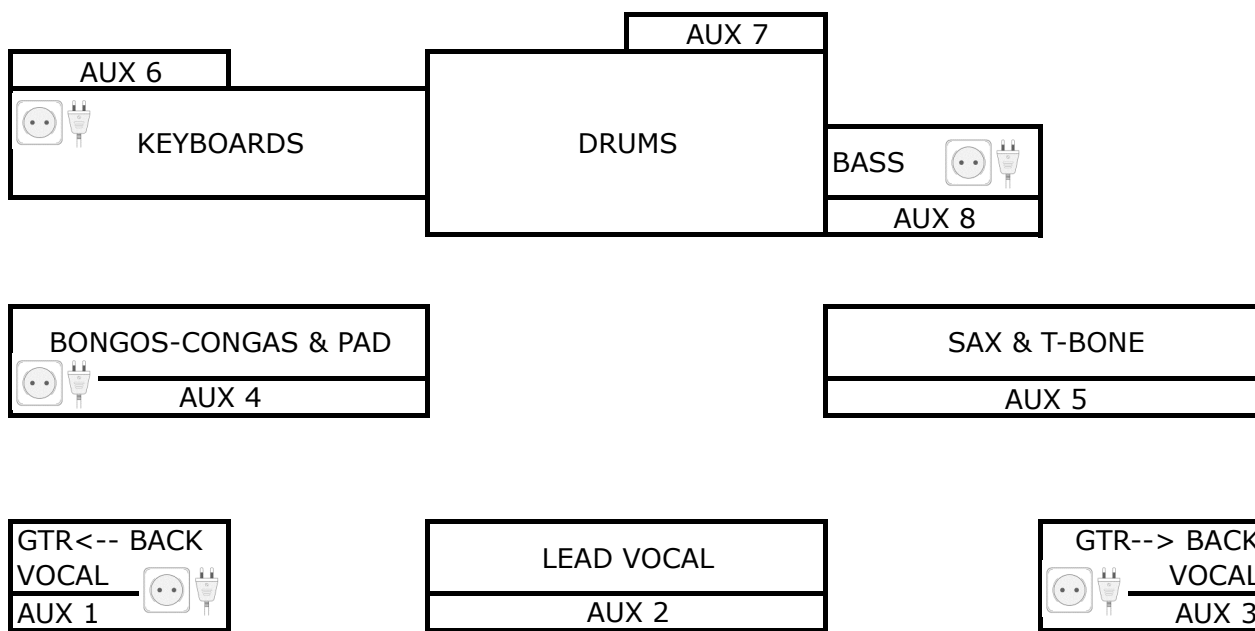 AUX 7
AUX 6
KEYBOARDS
DRUMS
BASS
AUX 8
BONGOS-CONGAS & PAD
AUX 4
SAX & T-BONE
AUX 5
GTR<-- BACK
VOCAL
AUX 1
LEAD VOCAL
AUX 2
GTR--> BACK
VOCAL
AUX 3